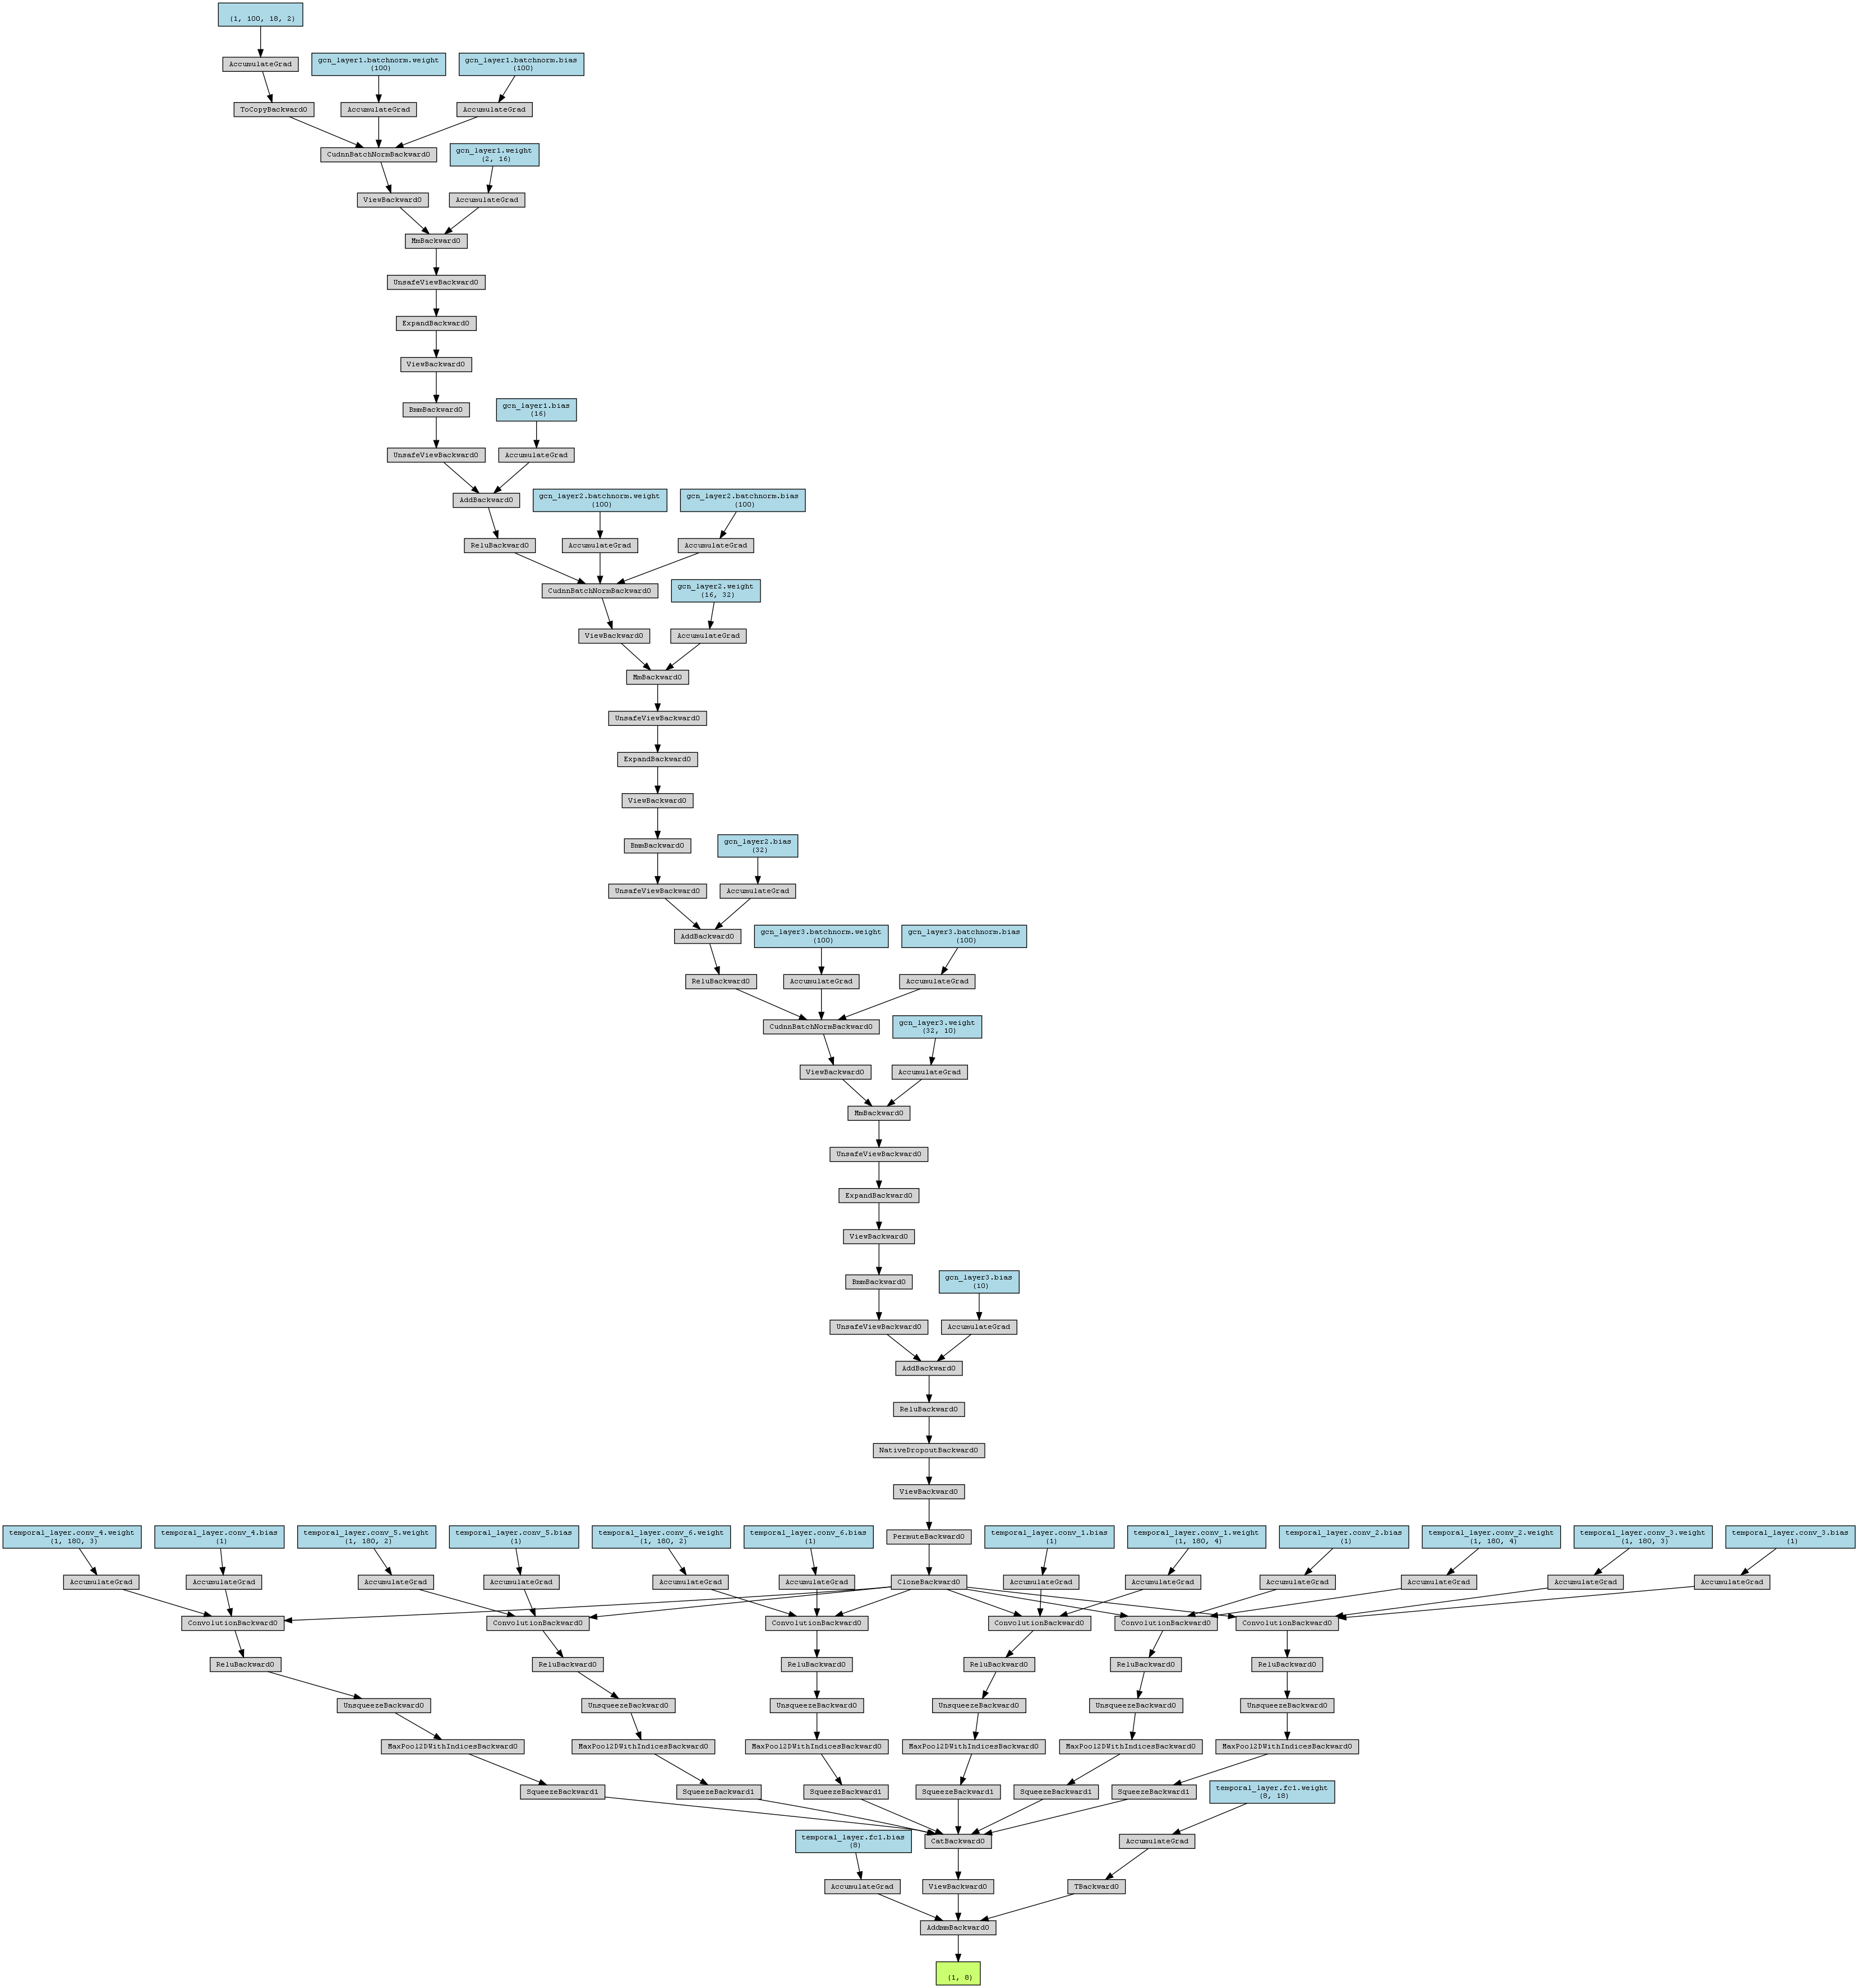 (1, 100, 18, 2)
AccumulateGrad
gcn_layer1.batchnorm.weight
(100)
gcn_layer1.batchnorm.bias
(100)
ToCopyBackward0
AccumulateGrad
AccumulateGrad
CudnnBatchNormBackward0
gcn_layer1.weight
(2, 16)
ViewBackward0
AccumulateGrad
MmBackward0
UnsafeViewBackward0
ExpandBackward0
ViewBackward0
BmmBackward0
gcn_layer1.bias
(16)
UnsafeViewBackward0
AccumulateGrad
AddBackward0
gcn_layer2.batchnorm.weight
(100)
gcn_layer2.batchnorm.bias
(100)
ReluBackward0
AccumulateGrad
AccumulateGrad
CudnnBatchNormBackward0
gcn_layer2.weight
(16, 32)
ViewBackward0
AccumulateGrad
MmBackward0
UnsafeViewBackward0
ExpandBackward0
ViewBackward0
BmmBackward0
gcn_layer2.bias
(32)
UnsafeViewBackward0
AccumulateGrad
AddBackward0
gcn_layer3.batchnorm.weight
(100)
gcn_layer3.batchnorm.bias
(100)
ReluBackward0
AccumulateGrad
AccumulateGrad
CudnnBatchNormBackward0
gcn_layer3.weight
(32, 10)
ViewBackward0
AccumulateGrad
MmBackward0
UnsafeViewBackward0
ExpandBackward0
ViewBackward0
BmmBackward0
gcn_layer3.bias
(10)
UnsafeViewBackward0
AccumulateGrad
AddBackward0
ReluBackward0
NativeDropoutBackward0
ViewBackward0
temporal_layer.conv_4.weight
(1, 180, 3)
temporal_layer.conv_4.bias
(1)
temporal_layer.conv_5.weight
(1, 180, 2)
temporal_layer.conv_5.bias
(1)
temporal_layer.conv_6.weight
(1, 180, 2)
temporal_layer.conv_6.bias
(1)
PermuteBackward0
temporal_layer.conv_1.bias
(1)
temporal_layer.conv_1.weight
(1, 180, 4)
temporal_layer.conv_2.bias
(1)
temporal_layer.conv_2.weight
(1, 180, 4)
temporal_layer.conv_3.weight
(1, 180, 3)
temporal_layer.conv_3.bias
(1)
AccumulateGrad
AccumulateGrad
AccumulateGrad
AccumulateGrad
AccumulateGrad
AccumulateGrad
CloneBackward0
AccumulateGrad
AccumulateGrad
AccumulateGrad
AccumulateGrad
AccumulateGrad
AccumulateGrad
ConvolutionBackward0
ConvolutionBackward0
ConvolutionBackward0
ConvolutionBackward0
ConvolutionBackward0
ConvolutionBackward0
ReluBackward0
ReluBackward0
ReluBackward0
ReluBackward0
ReluBackward0
ReluBackward0
UnsqueezeBackward0
UnsqueezeBackward0
UnsqueezeBackward0
UnsqueezeBackward0
UnsqueezeBackward0
UnsqueezeBackward0
MaxPool2DWithIndicesBackward0
MaxPool2DWithIndicesBackward0
MaxPool2DWithIndicesBackward0
MaxPool2DWithIndicesBackward0
MaxPool2DWithIndicesBackward0
MaxPool2DWithIndicesBackward0
SqueezeBackward1
SqueezeBackward1
SqueezeBackward1
SqueezeBackward1
SqueezeBackward1
SqueezeBackward1
temporal_layer.fc1.weight
(8, 18)
temporal_layer.fc1.bias
(8)
CatBackward0
AccumulateGrad
AccumulateGrad
ViewBackward0
TBackward0
AddmmBackward0
(1, 8)